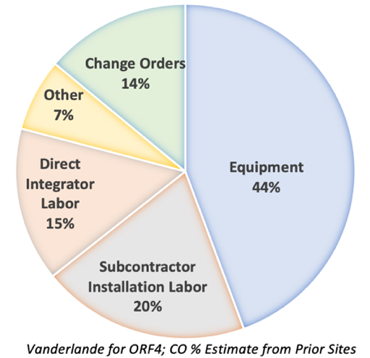 Change Orders
14%
Other
7%
Equipment
44%
Direct
Integrator
Labor
15%
Subcontractor
Installation Labor
20%
Vanderlande for ORF4; CO % Estimate from Prior Sites